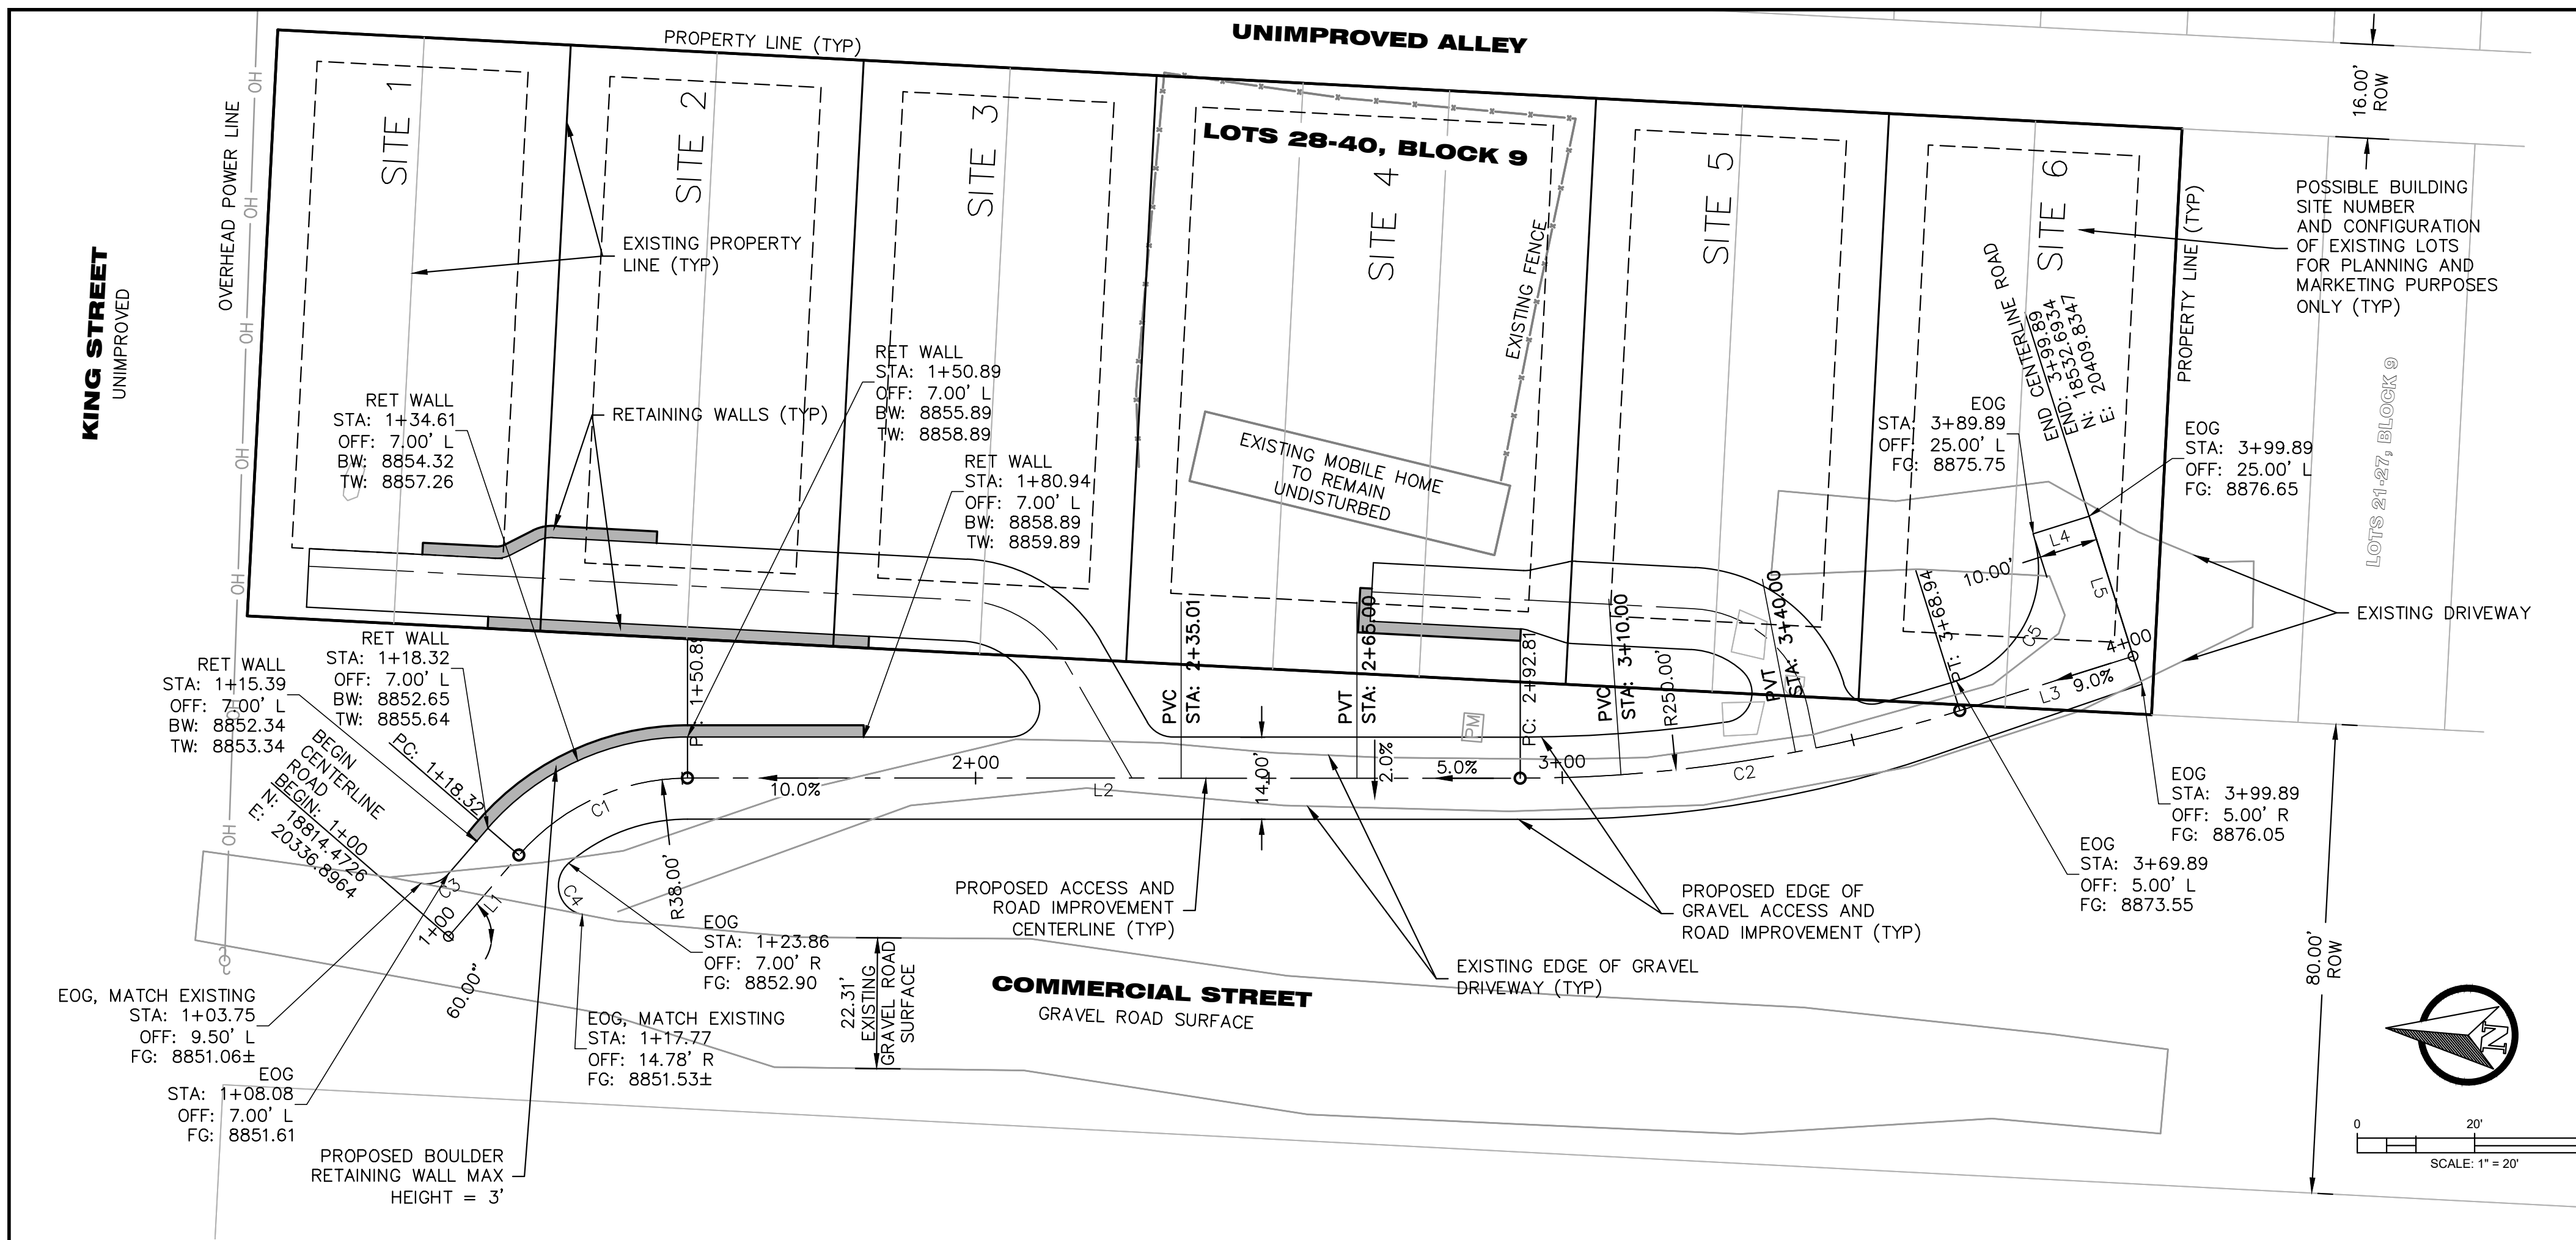 UNIMPROVED ALLEY
PROPERTY LINE (TYP)
16.00'
ROW
KING STREET
UNIMPROVED
OVERHEAD POWER LINE
OH
OH
OH
OH
OH
OH
OH
OH
SITE 1
SITE 2
SITE 3
LOTS 28-40, BLOCK 9
SITE 4
SITE 5
SITE 6
EXISTING PROPERTY
LINE (TYP)
EXISTING FENCE
EXISTING MOBILE HOME
TO REMAIN
UNDISTURBED
POSSIBLE BUILDING
SITE NUMBER
AND CONFIGURATION
OF EXISTING LOTS
FOR PLANNING AND
MARKETING PURPOSES
ONLY (TYP)
PROPERTY LINE (TYP)
LOTS 21-27, BLOCK 9
END CENTERLINE ROAD
END: 3+99.89
N: 18532.6934
E: 20409.8347
RET WALL
STA: 1+50.89
OFF: 7.00' L
BW: 8855.89
TW: 8858.89
RET WALL
STA: 1+34.61
OFF: 7.00' L
BW: 8854.32
TW: 8857.26
RETAINING WALLS (TYP)
RET WALL
STA: 1+80.94
OFF: 7.00' L
BW: 8858.89
TW: 8859.89
EOG
STA: 3+89.89
OFF: 25.00' L
FG: 8875.75
EOG
STA: 3+99.89
OFF: 25.00' L
FG: 8876.65
L4
10.00'
L5
C5
4+00
EXISTING DRIVEWAY
RET WALL
STA: 1+18.32
OFF: 7.00' L
BW: 8852.65
TW: 8855.64
RET WALL
STA: 1+15.39
OFF: 7.00' L
BW: 8852.34
TW: 8853.34
PC: 1+18.32
BEGIN
CENTERLINE
ROAD
BEGIN: 1+00
N: 18814.4726
E: 20336.8964
1+50.89
PVC
STA: 2+35.01
PVT
STA: 2+65.00
PC: 2+92.81
PVC
STA: 3+10.00
R250.00'
PVT
STA: 3+40.00
PT: 3+68.94
L3
9.0%
PM
2+00
10.0%
L2
14.00'
2.0%
5.0%
3+00
C2
C1
R38.00'
C3
L1
C4
1+00
60.00°
EOG
STA: 1+23.86
OFF: 7.00' R
FG: 8852.90
PROPOSED ACCESS AND
ROAD IMPROVEMENT
CENTERLINE (TYP)
PROPOSED EDGE OF
GRAVEL ACCESS AND
ROAD IMPROVEMENT (TYP)
EOG
STA: 3+99.89
OFF: 5.00' R
FG: 8876.05
EOG
STA: 3+69.89
OFF: 5.00' L
FG: 8873.55
EXISTING EDGE OF GRAVEL
DRIVEWAY (TYP)
22.31'
EXISTING
GRAVEL ROAD
SURFACE
COMMERCIAL STREET
GRAVEL ROAD SURFACE
80.00'
ROW
EOG, MATCH EXISTING
STA: 1+03.75
OFF: 9.50' L
FG: 8851.06±
EOG, MATCH EXISTING
STA: 1+17.77
OFF: 14.78' R
FG: 8851.53±
EOG
STA: 1+08.08
OFF: 7.00' L
FG: 8851.61
PROPOSED BOULDER
RETAINING WALL MAX
HEIGHT = 3'
N
0 20'
SCALE: 1" = 20'